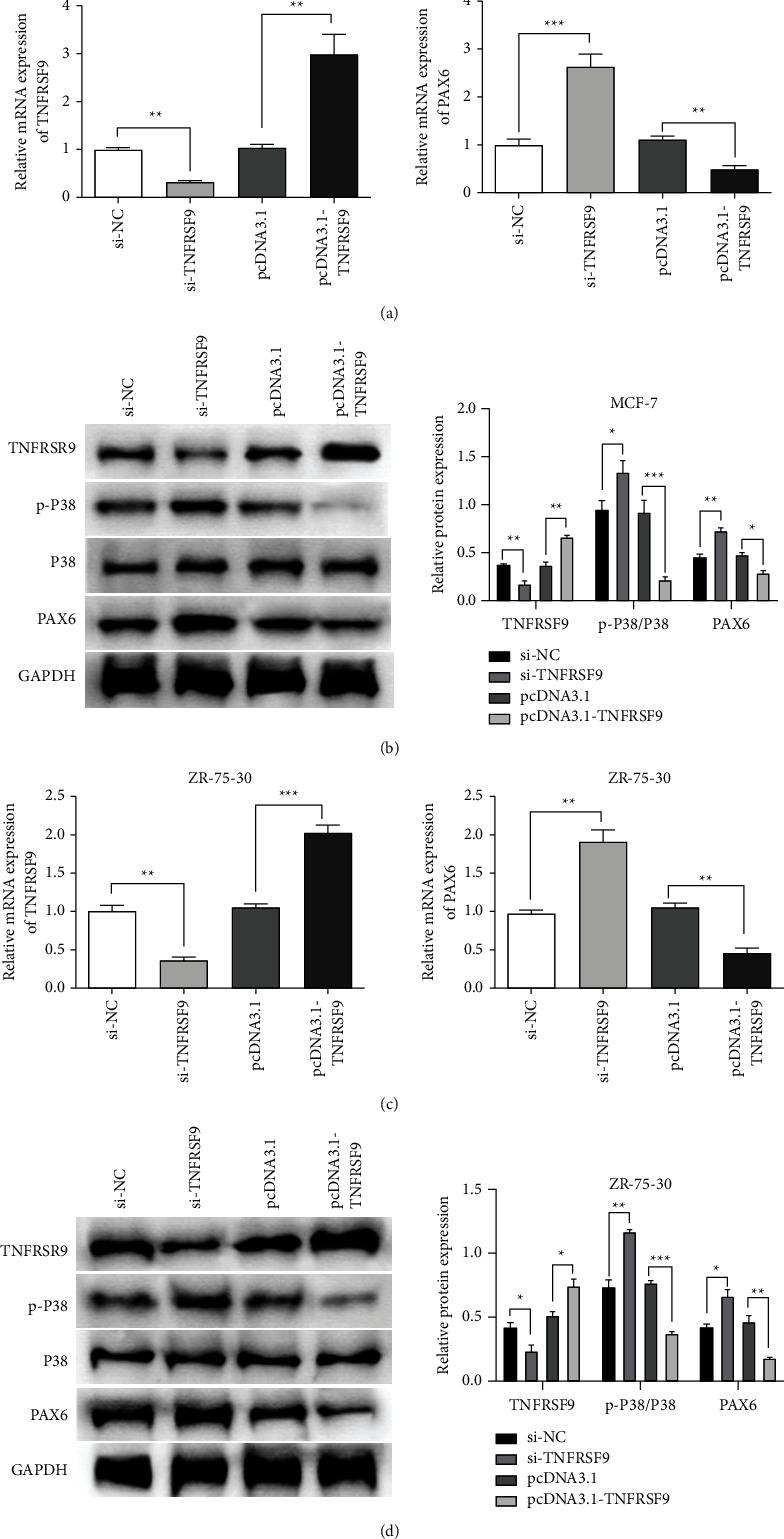 Relative mRNA expression
of TNFRSF9
4
3
2
1
0
**
**
si-NC
si-TNFRSF9
pcDNA3.1
pcDNA3.1-
TNFRSF9
Relative mRNA expression
of PAX6
4
3
2
1
0
***
**
si-NC
si-TNFRSF9
pcDNA3.1
pcDNA3.1-
TNFRSF9
(a)
si-NC
si-TNFRSF9
pcDNA3.1
pcDNA3.1-
TNFRSF9
TNFRSR9
p-P38
P38
PAX6
GAPDH
MCF-7
Relative protein expression
2.0
1.5
1.0
0.5
0.0
**
**
*
***
**
*
TNFRSF9
p-P38/P38
PAX6
si-NC
si-TNFRSF9
pcDNA3.1
pcDNA3.1-TNFRSF9
(b)
ZR-75-30
Relative mRNA expression
of TNFRSF9
2.5
2.0
1.5
1.0
0.5
0.0
**
***
si-NC
si-TNFRSF9
pcDNA3.1
pcDNA3.1-
TNFRSF9
ZR-75-30
Relative mRNA expression
of PAX6
2.5
2.0
1.5
1.0
0.5
0.0
**
**
si-NC
si-TNFRSF9
pcDNA3.1
pcDNA3.1-
TNFRSF9
(c)
si-NC
si-TNFRSF9
pcDNA3.1
pcDNA3.1-
TNFRSF9
TNFRSR9
p-P38
P38
PAX6
GAPDH
ZR-75-30
Relative protein expression
1.5
1.0
0.5
0.0
*
*
**
***
*
**
TNFRSF9
p-P38/P38
PAX6
si-NC
si-TNFRSF9
pcDNA3.1
pcDNA3.1-TNFRSF9
(d)